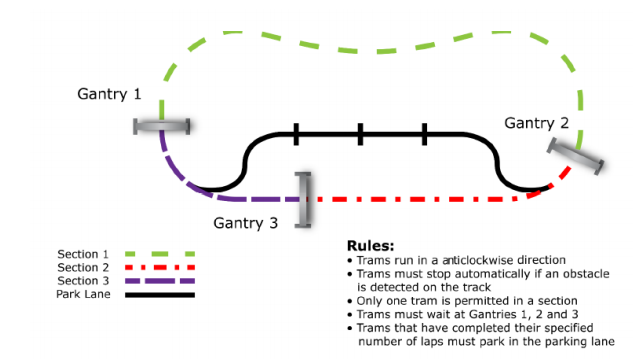 Gantry 1
Gantry 2
Gantry 3
Section 1
Section 2
Section 3
Park Lane
Rules:
• Trams run in a anticlockwise direction
• Trams must stop automatically if an obstacle
is detected on the track
• Only one tram is permitted in a section
• Trams must wait at Gantries 1, 2 and 3
• Trams that have completed their specified
number of laps must park in the parking lane